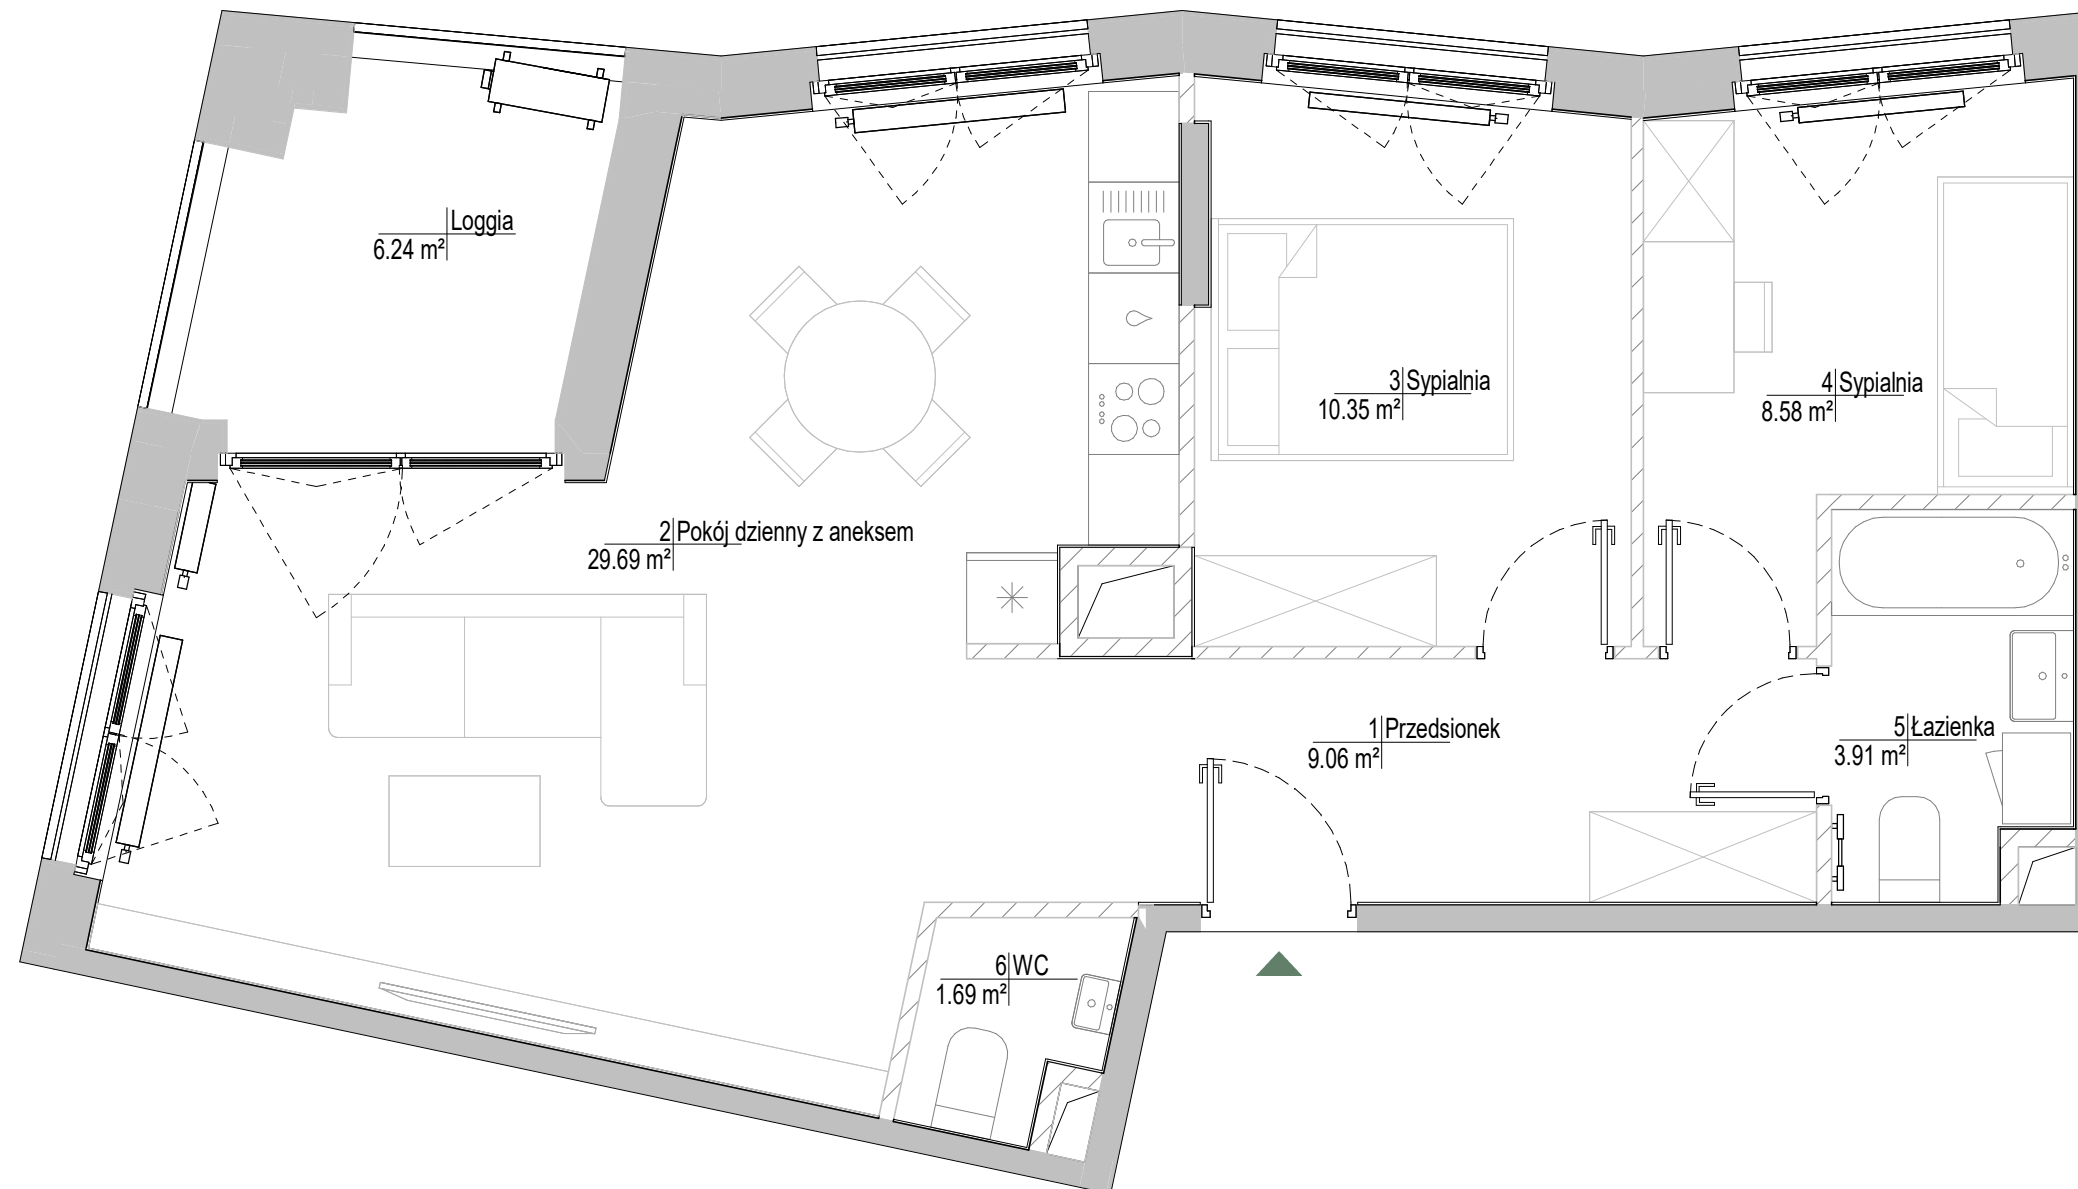 Loggia
6.24 m²
2 Pokój dzienny z aneksem
29.69 m²
3 Sypialnia
10.35 m²
4 Sypialnia
8.58 m²
1 Przedsionek
9.06 m²
5 Łazienka
3.91 m²
6 WC
1.69 m²